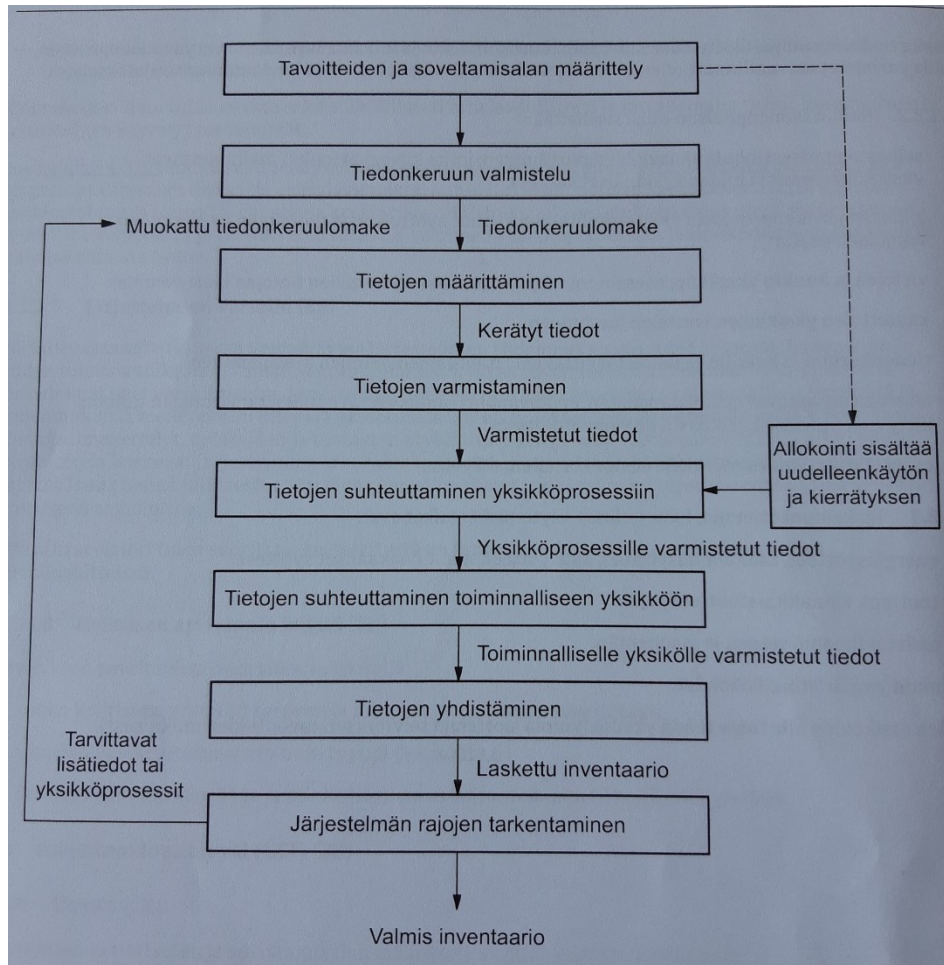 Tavoitteiden ja soveltamisalan määrittely
Tiedonkeruun valmistelu
Muokattu tiedonkeruulomake
Tiedonkeruulomake
Tietojen määrittäminen
Kerätyt tiedot
Tietojen varmistaminen
Varmistetut tiedot
Allokointi sisältää
uudelleenkäytön
ja kierrätyksen
Tietojen suhteuttaminen yksikköprosessiin
Yksikköprosessille varmistetut tiedot
Tietojen suhteuttaminen toiminnalliseen yksikköön
Toiminnalliselle yksikölle varmistetut tiedot
Tietojen yhdistäminen
Tarvittavat
lisätiedot tai
yksikköprosessit
Laskettu inventaario
Järjestelmän rajojen tarkentaminen
Valmis inventaario